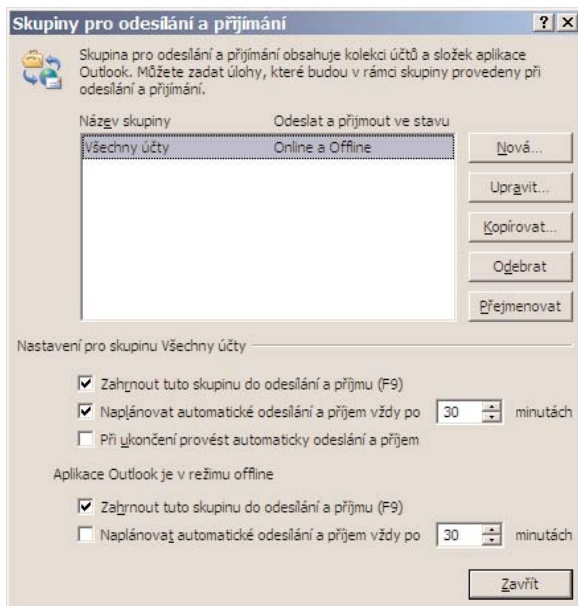 Skupiny pro odesílání a přijímání
Skupina pro odesílání a přijímání obsahuje kolekci účtů a složek aplikace
Outlook. Můžete zadat úlohy, které budou v rámci skupiny provedeny při
odesílání a přijímání.
Název skupiny Odeslat a přijmout ve stavu
Všechny účty Online a Offline
Nová...
Upravit...
Kopírovat...
Odebrat
Přejmenovat
Nastavení pro skupinu Všechny účty
Zahrnout tuto skupinu do odesílání a příjmu (F9)
Naplánovat automatické odesílání a příjem vždy po 30 minutách
Při ukončení provést automaticky odeslání a příjem
Aplikace Outlook je v režimu offline
Zahrnout tuto skupinu do odesílání a příjmu (F9)
Naplánovat automatické odesílání a příjem vždy po 30 minutách
Zavřít